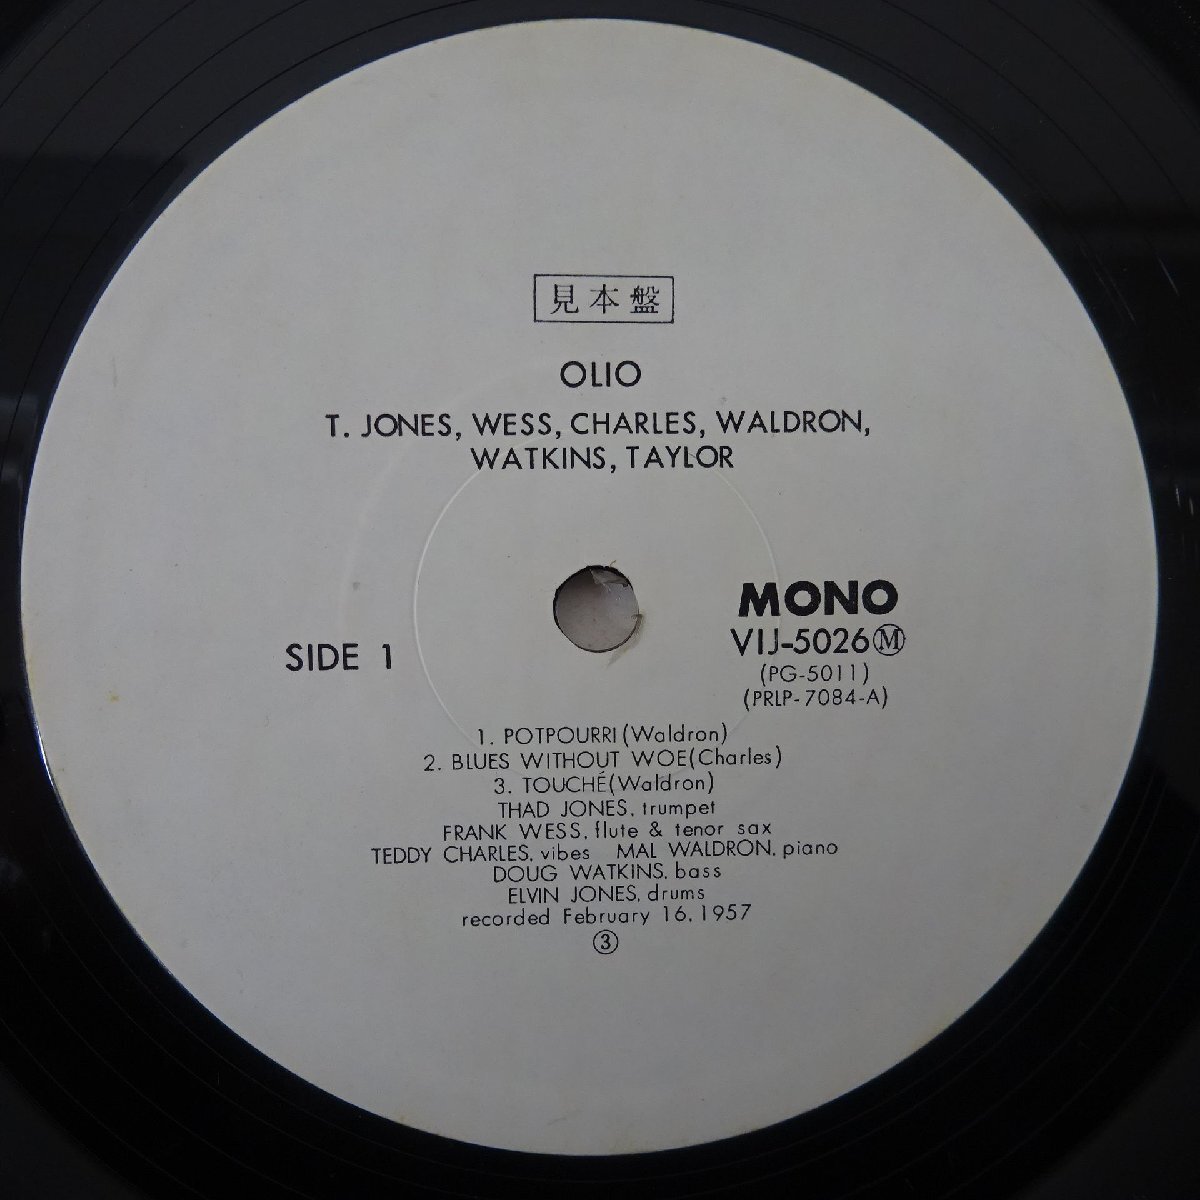 見本盤
OLIO
T. JONES, WESS, CHARLES, WALDRON,
WATKINS, TAYLOR
MONO
VIJ-5026Ⓜ
SIDE 1
(PG-5011)
(PRLP-7084-A)
1. POTPOURRI (Waldron)
2. BLUES WITHOUT WOE(Charles)
3. TOUCHÉ(Waldron)
THAD JONES, trumpet
FRANK WESS, flute & tenor sax
TEDDY CHARLES, vibes MAL WALDRON, piano
DOUG WATKINS, bass
ELVIN JONES, drums
recorded February 16, 1957
③